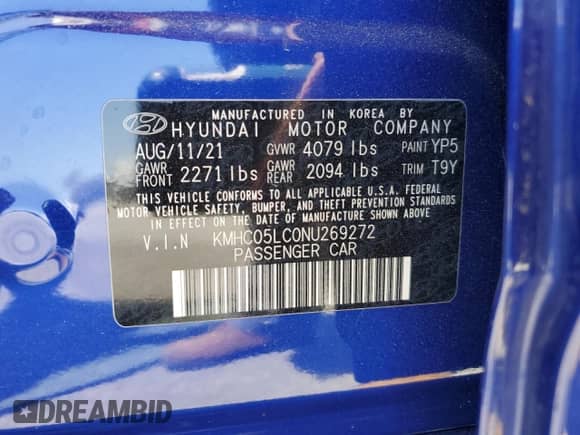 MANUFACTURED IN KOREA BY
HYUNDAI MOTOR COMPANY
AUG/11/21 GVWR 4079 lbs PAINT YP5
GAWR FRONT 2271 lbs GAWR REAR 2094 lbs TRIM T9Y
THIS VEHICLE CONFORMS TO ALL APPLICABLE U.S.A. FEDERAL
MOTOR VEHICLE SAFETY, BUMPER, AND THEFT PREVENTION STANDARDS
IN EFFECT ON THE DATE OF MANUFACTURE SHOWN ABOVE.
V.I.N KMHC05LC0NU269272
PASSENGER CAR
DREAMBID